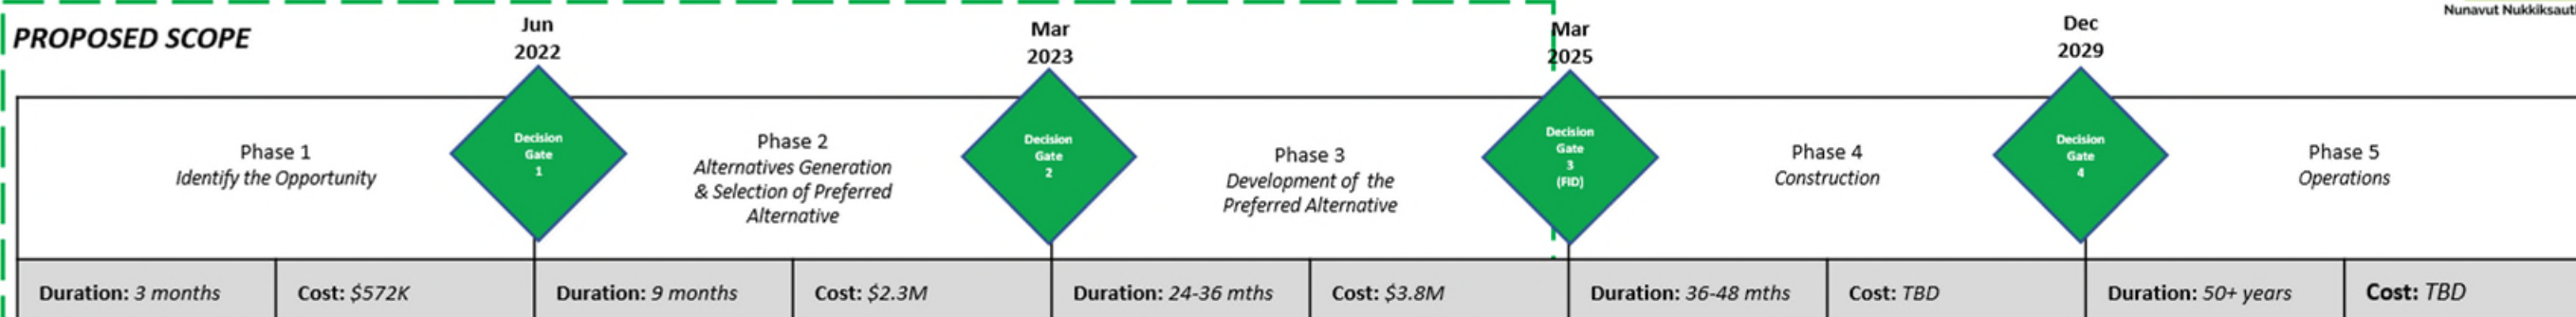 Nunavut Nukkiksauti
PROPOSED SCOPE
Jun
2022
Mar
2023
Mar
2025
Dec
2029
Phase 1
Identify the Opportunity
Decision
Gate
1
Phase 2
Alternatives Generation
& Selection of Preferred
Alternative
Decision
Gate
2
Phase 3
Development of the
Preferred Alternative
Decision
Gate
3
(FID)
Phase 4
Construction
Decision
Gate
4
Phase 5
Operations
Duration: 3 months
Cost: $572K
Duration: 9 months
Cost: $2.3M
Duration: 24-36 mths
Cost: $3.8M
Duration: 36-48 mths
Cost: TBD
Duration: 50+ years
Cost: TBD